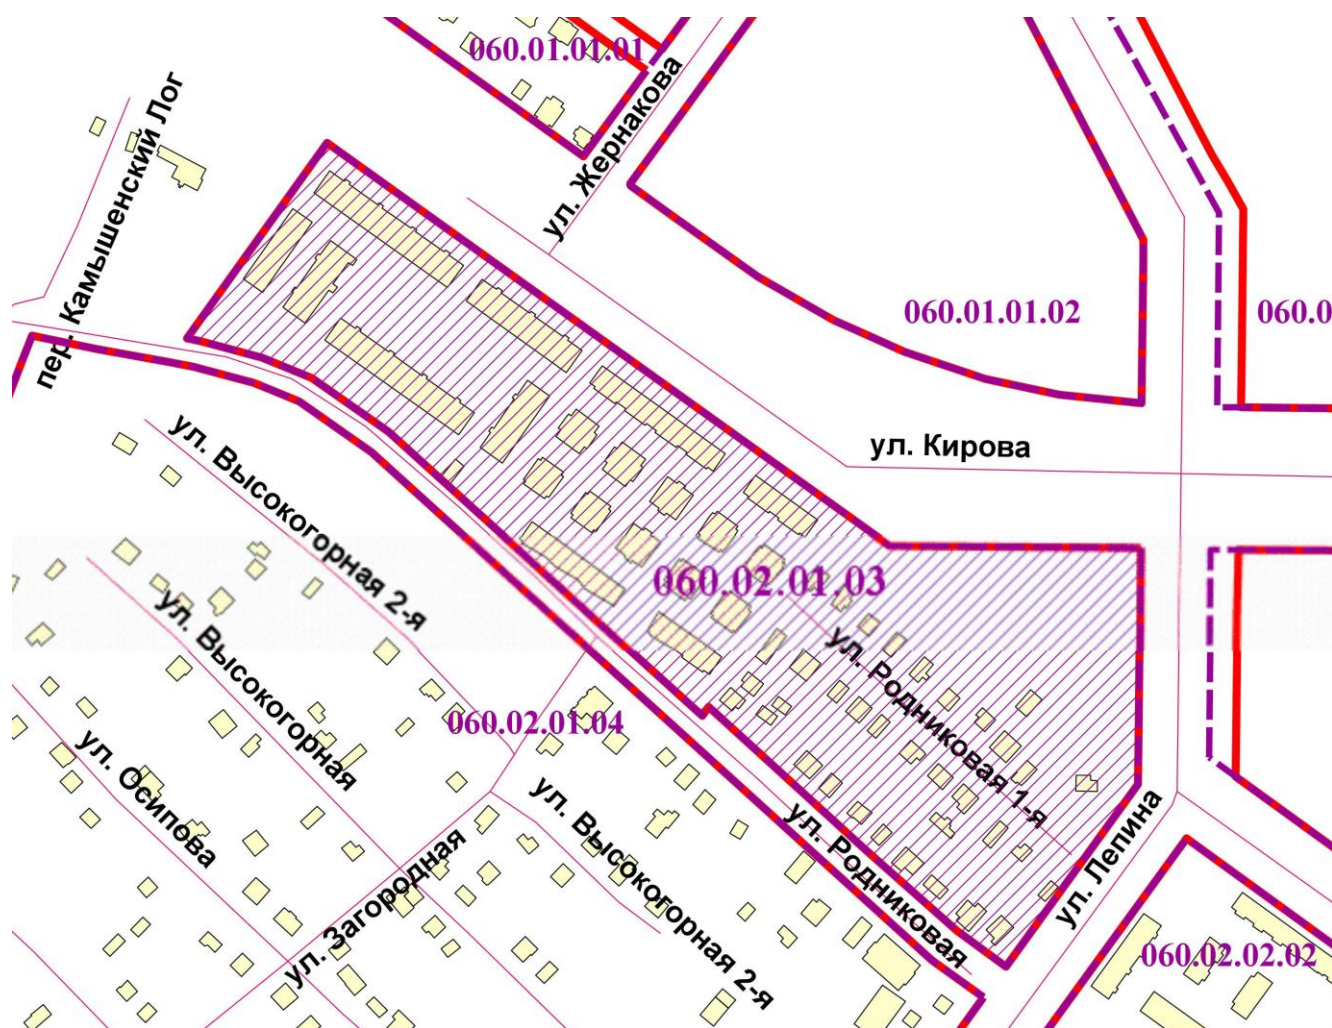 060.01.01.01
ул. Жернакова
пер. Камышенский Лог
060.01.01.02
060.0
ул. Кирова
ул. Высокогорная 2-я
060.02.01.03
ул. Высокогорная
ул. Родниковая 1-я
060.02.01.04
ул. Осипова
ул. Высокогорная 2-я
ул. Родниковая
ул. Лепина
ул. Загородная
060.02.02.02